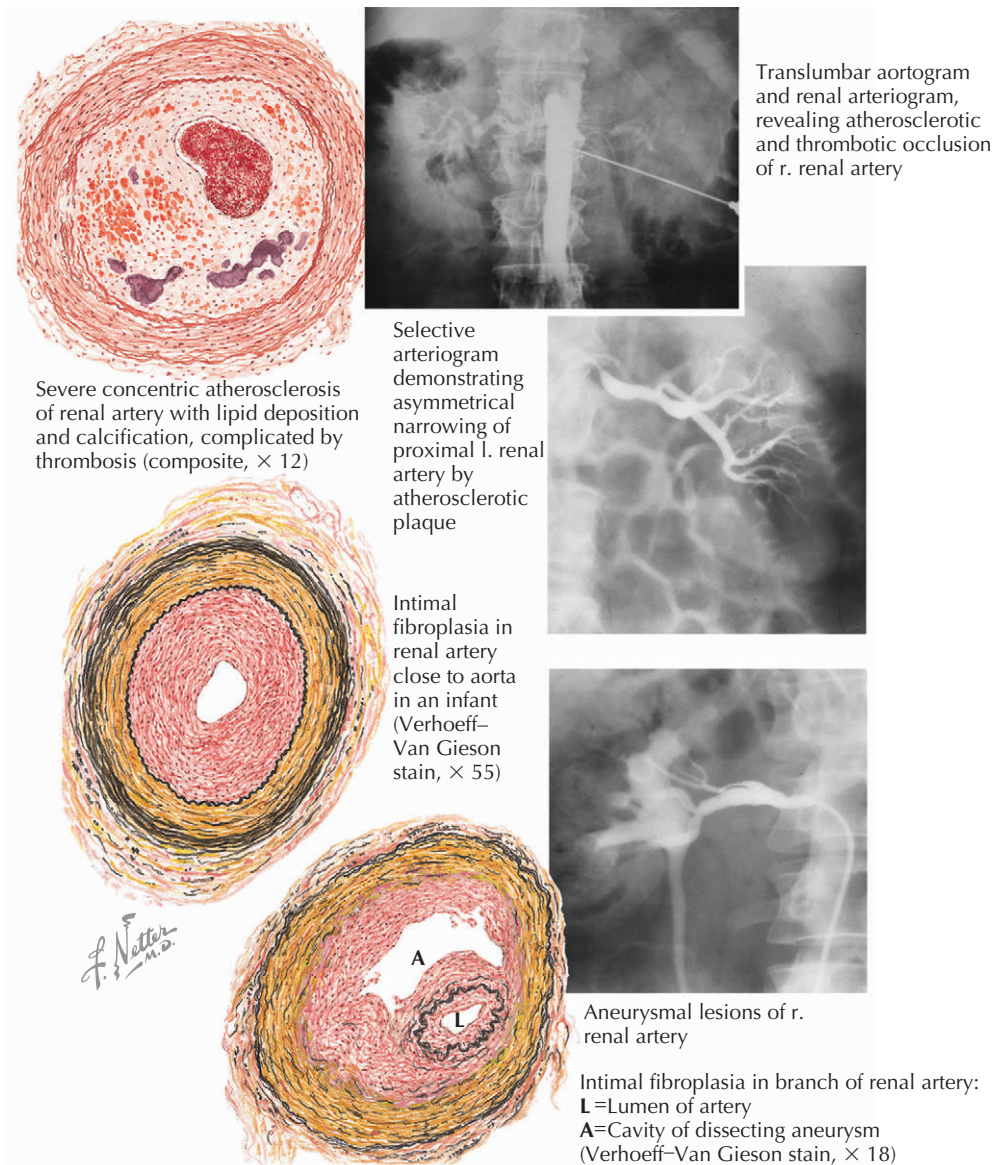 Translumbar aortogram
and renal arteriogram,
revealing atherosclerotic
and thrombotic occlusion
of r. renal artery
Severe concentric atherosclerosis
of renal artery with lipid deposition
and calcification, complicated by
thrombosis (composite, × 12)
Selective
arteriogram
demonstrating
asymmetrical
narrowing of
proximal l. renal
artery by
atherosclerotic
plaque
Intimal
fibroplasia in
renal artery
close to aorta
in an infant
(Verhoeff–
Van Gieson
stain, × 55)
F. Netter
M.D.
A
L
Aneurysmal lesions of r.
renal artery
Intimal fibroplasia in branch of renal artery:
L=Lumen of artery
A=Cavity of dissecting aneurysm
(Verhoeff–Van Gieson stain, × 18)